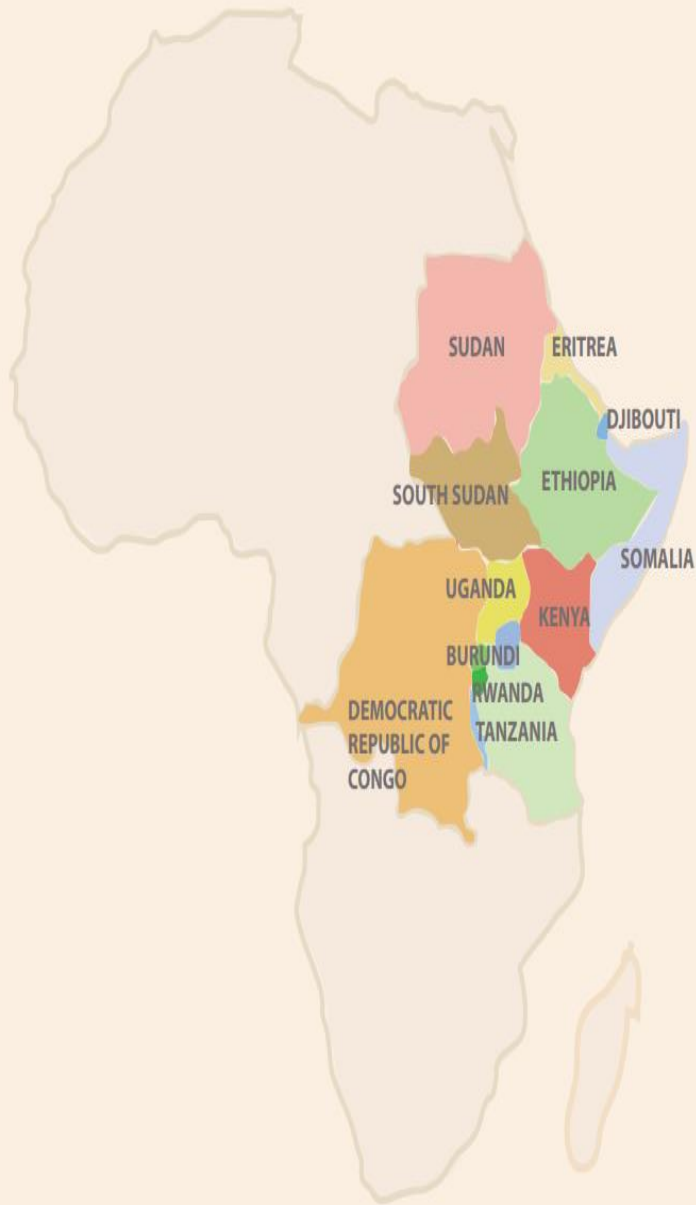 SUDAN
ERITREA
DJIBOUTI
ETHIOPIA
SOUTH SUDAN
SOMALIA
UGANDA
KENYA
BURUNDI
RWANDA
DEMOCRATIC
REPUBLIC OF
CONGO
TANZANIA